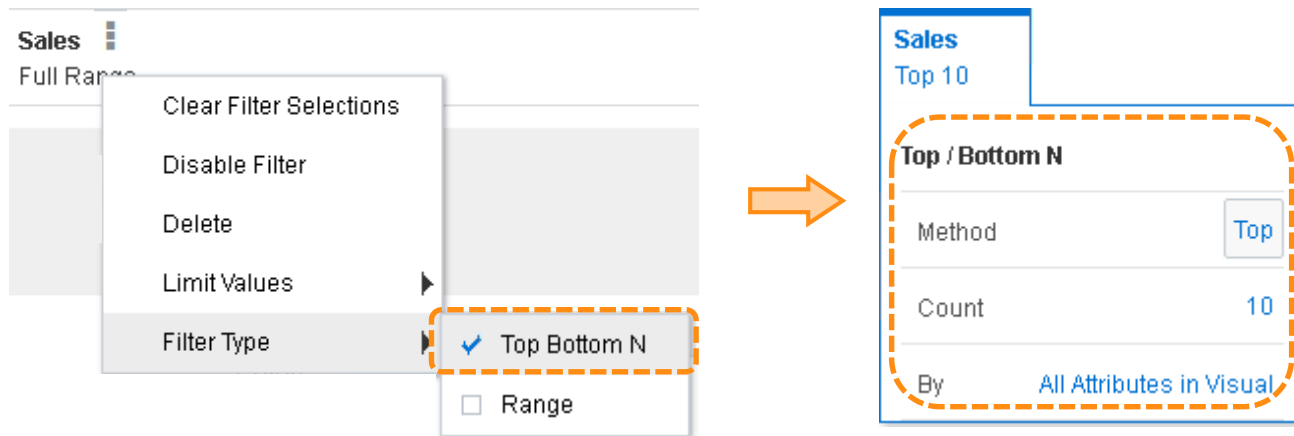 Sales
Full Range
Clear Filter Selections
Disable Filter
Delete
Limit Values
Filter Type
Top Bottom N
Range
Sales
Top 10
Top / Bottom N
Method Top
Count 10
By All Attributes in Visual